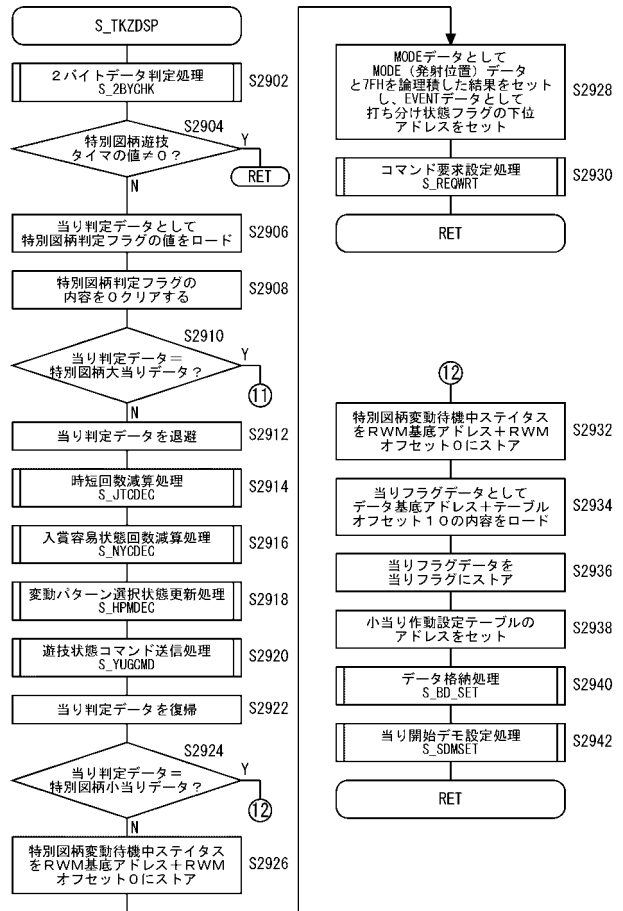 S_TKZDSP
2バイトデータ判定処理
S_2BYCHK
S2902
S2904
特別図柄遊技
タイマの値≠0?
Y
RET
N
当り判定データとして
特別図柄判定フラグの値をロード
S2906
特別図柄判定フラグの
内容を0クリアする
S2908
S2910
当り判定データ=
特別図柄大当りデータ?
Y
11
N
当り判定データを退避
S2912
時短回数減算処理
S_JTCDEC
S2914
入賞容易状態回数減算処理
S_NYCDEC
S2916
変動パターン選択状態更新処理
S_HPMDEC
S2918
遊技状態コマンド送信処理
S_YUGCMD
S2920
当り判定データを復帰
S2922
S2924
当り判定データ=
特別図柄小当りデータ?
Y
12
N
特別図柄変動待機中ステイタス
をRWM基底アドレス+RWM
オフセット0にストア
S2926
MODEデータとして
MODE(発射位置)データ
と7FHを論理積した結果をセット
し、EVENTデータとして
打ち分け状態フラグの下位
アドレスをセット
S2928
コマンド要求設定処理
S_REQWRT
S2930
RET
12
特別図柄変動待機中ステイタス
をRWM基底アドレス+RWM
オフセット0にストア
S2932
当りフラグデータとして
データ基底アドレス+テーブル
オフセット10の内容をロード
S2934
当りフラグデータを
当りフラグにストア
S2936
小当り作動設定テーブルの
アドレスをセット
S2938
データ格納処理
S_BD_SET
S2940
当り開始デモ設定処理
S_SDMSET
S2942
RET